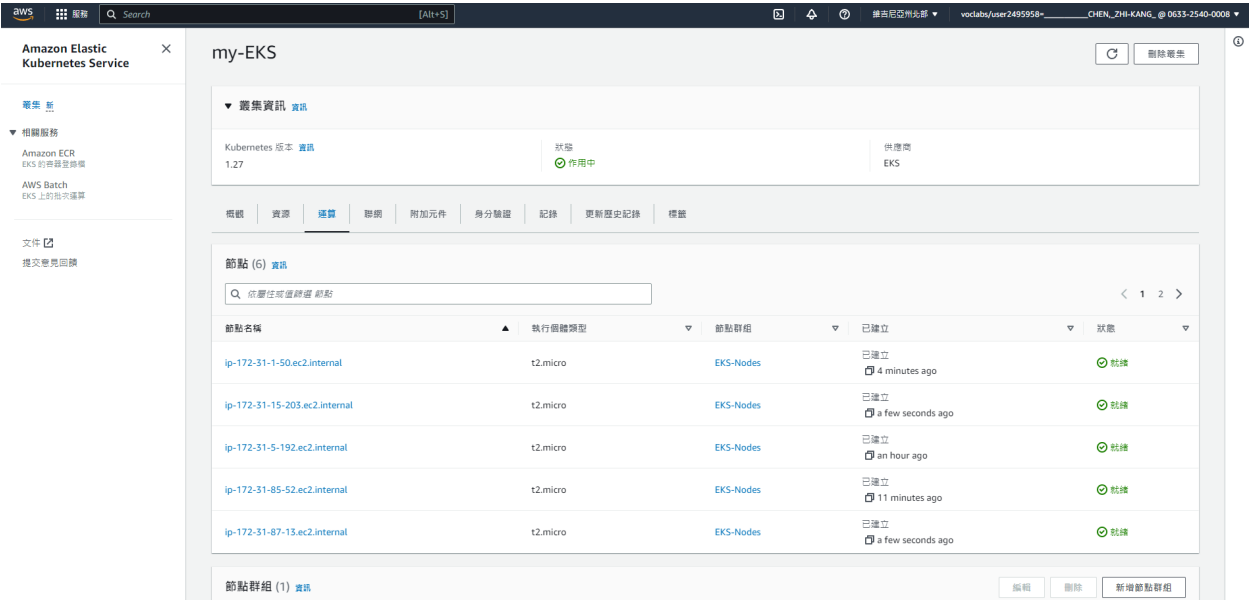 aws 服務 Search [Alt+S] 維吉尼亞州北部 ▼ voclabs/user2495958=__________CHEN,_ZHI-KANG_ @ 0633-2540-0008 ▼
Amazon Elastic
Kubernetes Service
叢集 新
▼ 相關服務
Amazon ECR
EKS 的容器登錄檔
AWS Batch
EKS 上的批次運算
文件
提交意見回饋
my-EKS
刪除叢集
▼ 叢集資訊 資訊
Kubernetes 版本 資訊
1.27
狀態
作用中
供應商
EKS
概觀 資源 運算 聯網 附加元件 身分驗證 記錄 更新歷史記錄 標籤
節點 (6) 資訊
依屬性或值篩選 節點
1 2
節點名稱 執行個體類型 節點群組 已建立 狀態
ip-172-31-1-50.ec2.internal t2.micro EKS-Nodes 已建立 4 minutes ago 就緒
ip-172-31-15-203.ec2.internal t2.micro EKS-Nodes 已建立 a few seconds ago 就緒
ip-172-31-5-192.ec2.internal t2.micro EKS-Nodes 已建立 an hour ago 就緒
ip-172-31-85-52.ec2.internal t2.micro EKS-Nodes 已建立 11 minutes ago 就緒
ip-172-31-87-13.ec2.internal t2.micro EKS-Nodes 已建立 a few seconds ago 就緒
節點群組 (1) 資訊
編輯 刪除 新增節點群組